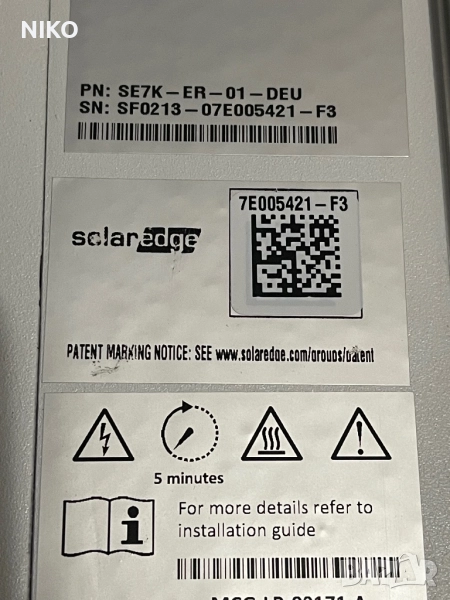 NIKO
PN: SE7K-ER-01-DEU
SN: SF0213-07E005421-F3
7E005421-F3
solaredge
PATENT MARKING NOTICE: SEE www.solaredge.com/groups/patent
5 minutes
For more details refer to
installation guide